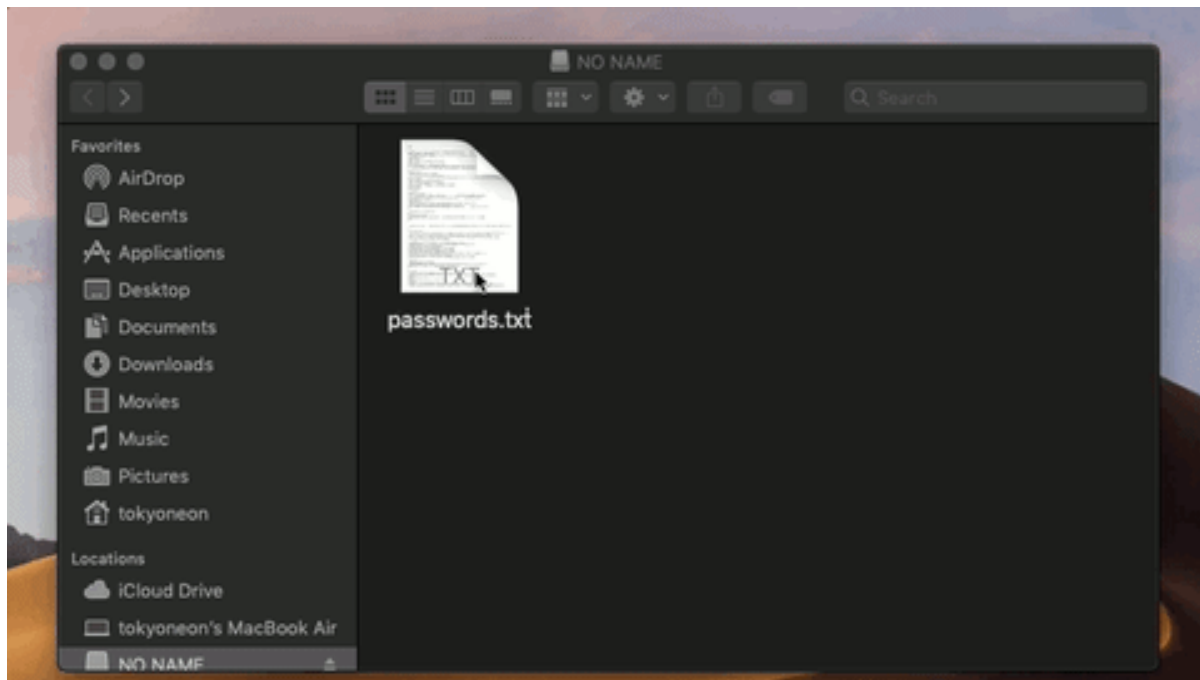 NO NAME
Search
Favorites
AirDrop
Recents
Applications
Desktop
Documents
Downloads
Movies
Music
Pictures
tokyoneon
Locations
iCloud Drive
tokyoneon's MacBook Air
NO NAME
TXT
passwords.txt